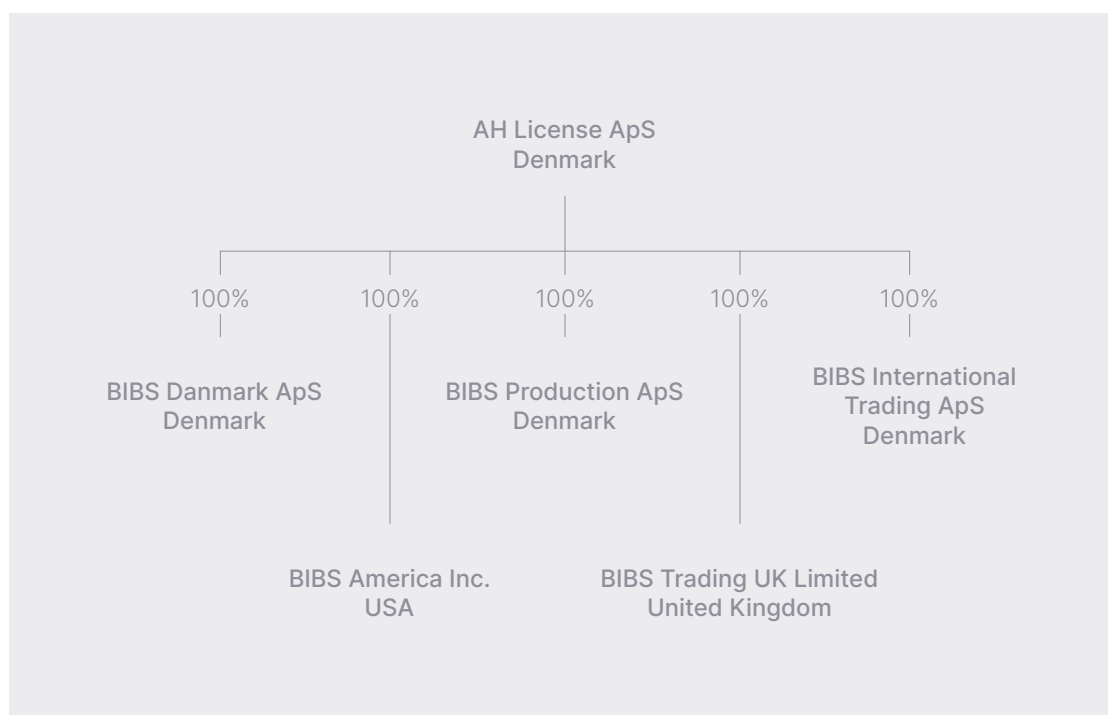 AH License ApS
Denmark
100%
100%
100%
100%
100%
BIBS Danmark ApS
Denmark
BIBS Production ApS
Denmark
BIBS International
Trading ApS
Denmark
BIBS America Inc.
USA
BIBS Trading UK Limited
United Kingdom